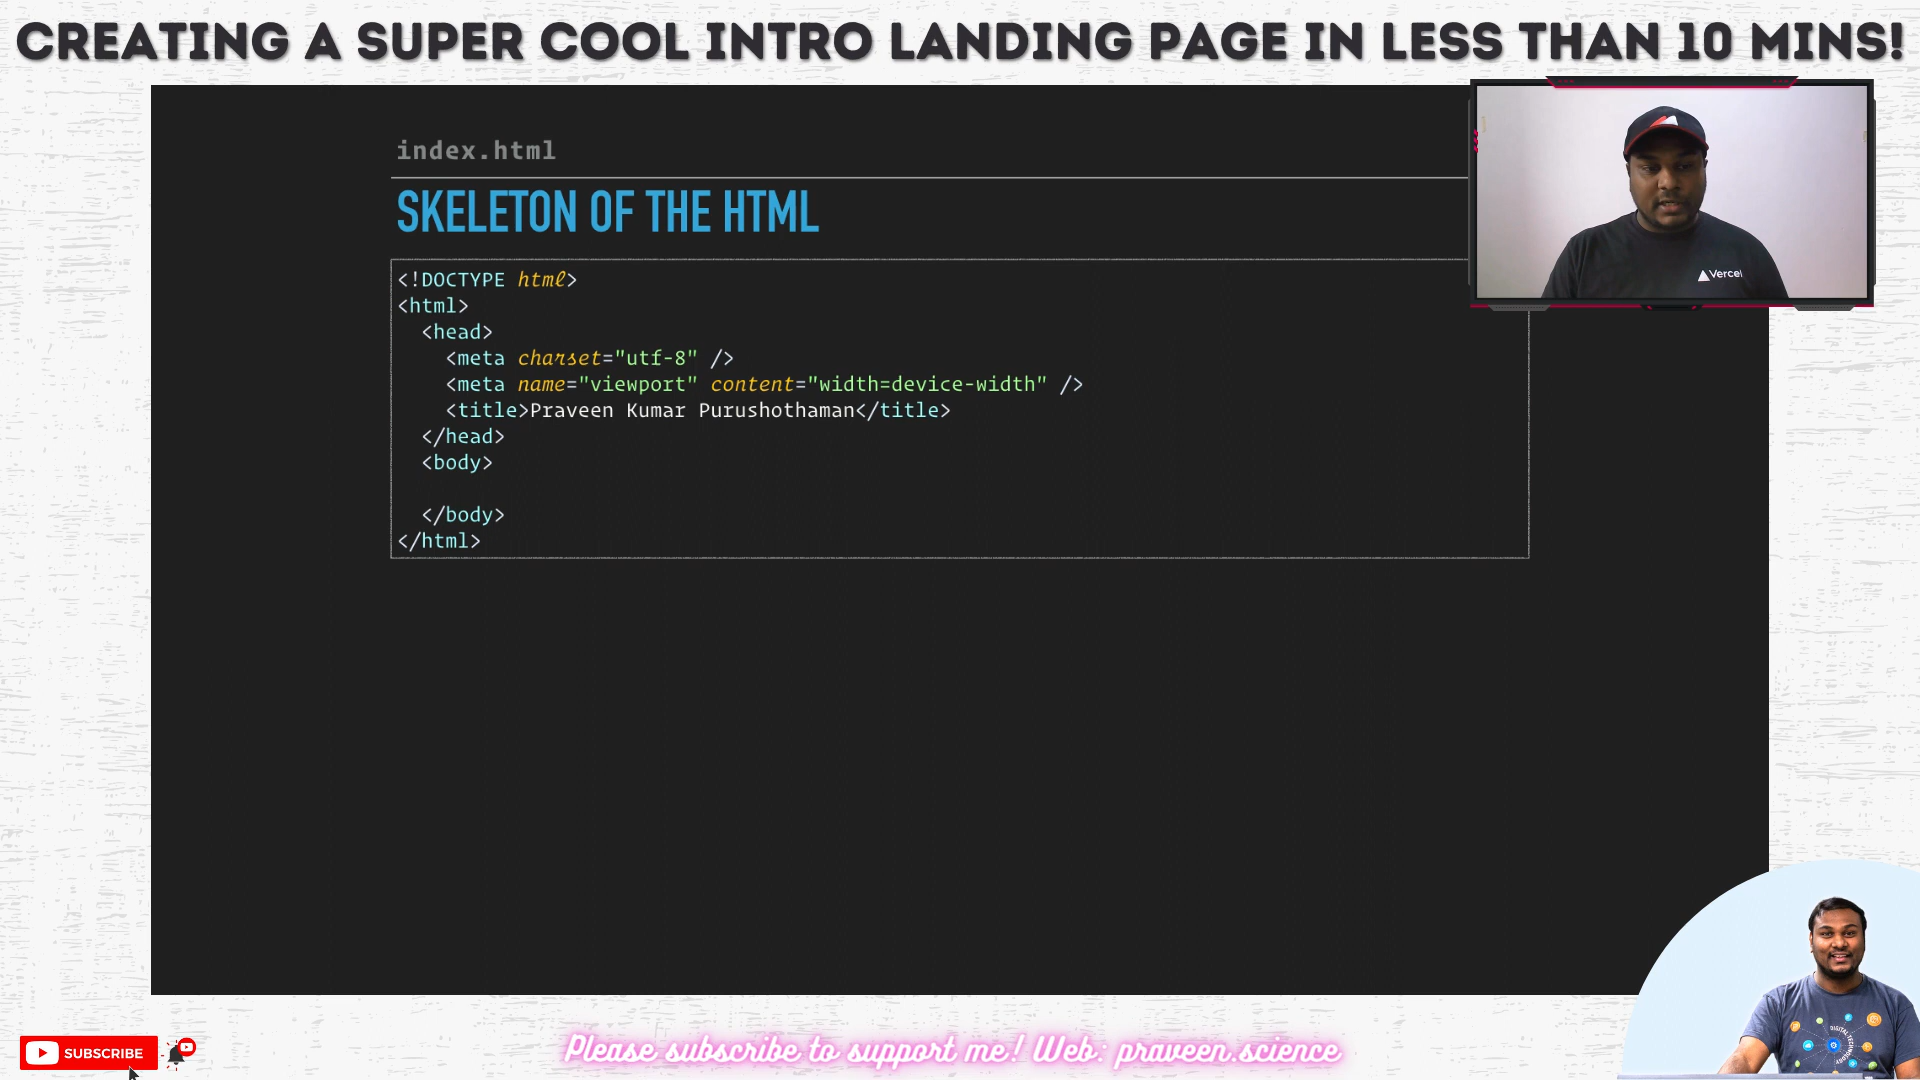 CREATING A SUPER COOL INTRO LANDING PAGE IN LESS THAN 10 MINS!
index.html
SKELETON OF THE HTML
<!DOCTYPE html>
<html>
  <head>
    <meta charset="utf-8" />
    <meta name="viewport" content="width=device-width" />
    <title>Praveen Kumar Purushothaman</title>
  </head>
  <body>
  </body>
</html>
Vercel
DIGITAL
TECHNOLOGY
SUBSCRIBE
Please subscribe to support me! Web: praveen.science